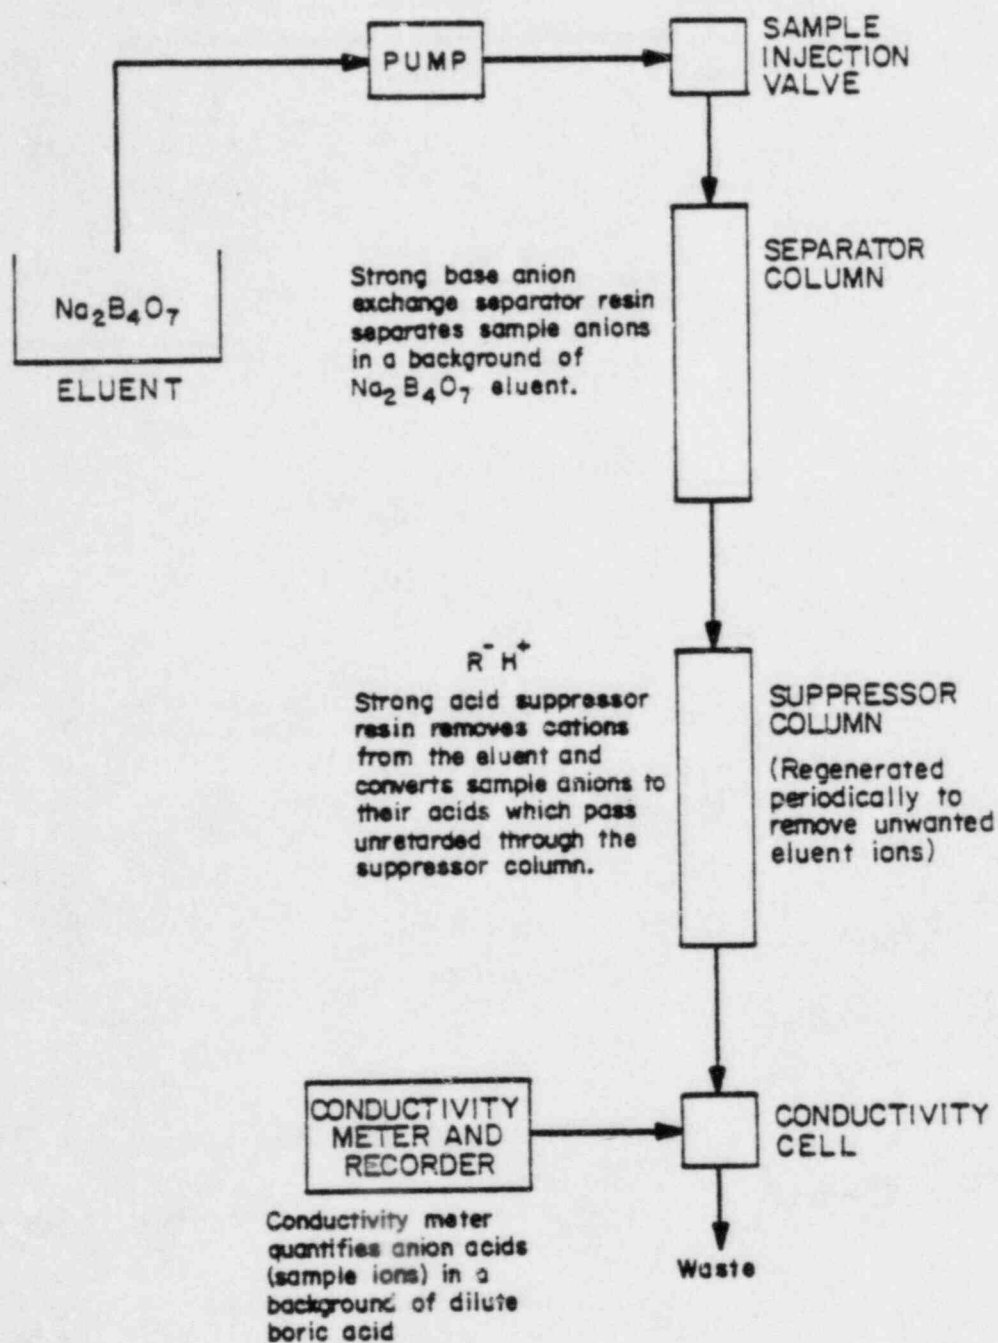 PUMP
SAMPLE
INJECTION
VALVE
Na₂B₄O₇
ELUENT
Strong base anion
exchange separator resin
separates sample anions
in a background of
Na₂B₄O₇ eluent.
SEPARATOR
COLUMN
R⁻ H⁺
Strong acid suppressor
resin removes cations
from the eluent and
converts sample anions to
their acids which pass
unretarded through the
suppressor column.
SUPPRESSOR
COLUMN
(Regenerated
periodically to
remove unwanted
eluent ions)
CONDUCTIVITY
METER AND
RECORDER
CONDUCTIVITY
CELL
Conductivity meter
quantifies anion acids
(sample ions) in a
background of dilute
boric acid
Waste